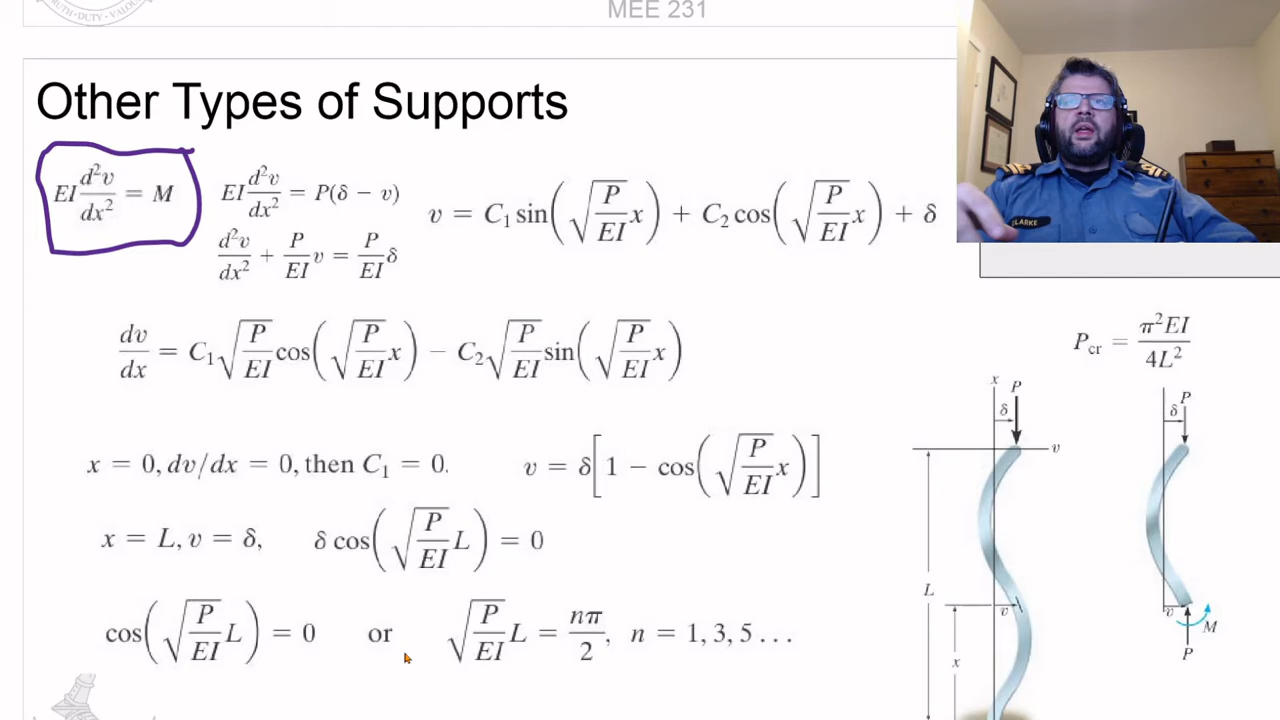 TRUTH·DUTY·VALOUR
MEE 231
Other Types of Supports
EI d²v/dx² = M
EI d²v/dx² = P(δ − v)
d²v/dx² + P/EI v = P/EI δ
v = C₁ sin(√(P/EI) x) + C₂ cos(√(P/EI) x) + δ
CLARKE
dv/dx = C₁ √(P/EI) cos(√(P/EI) x) − C₂ √(P/EI) sin(√(P/EI) x)
P_cr = π²EI/4L²
x = 0, dv/dx = 0, then C₁ = 0.
v = δ[1 − cos(√(P/EI) x)]
x = L, v = δ,
δ cos(√(P/EI) L) = 0
cos(√(P/EI) L) = 0 or √(P/EI) L = nπ/2, n = 1, 3, 5 . . .
x
P
δ
v
L
v
x
P
δ
v
M
P